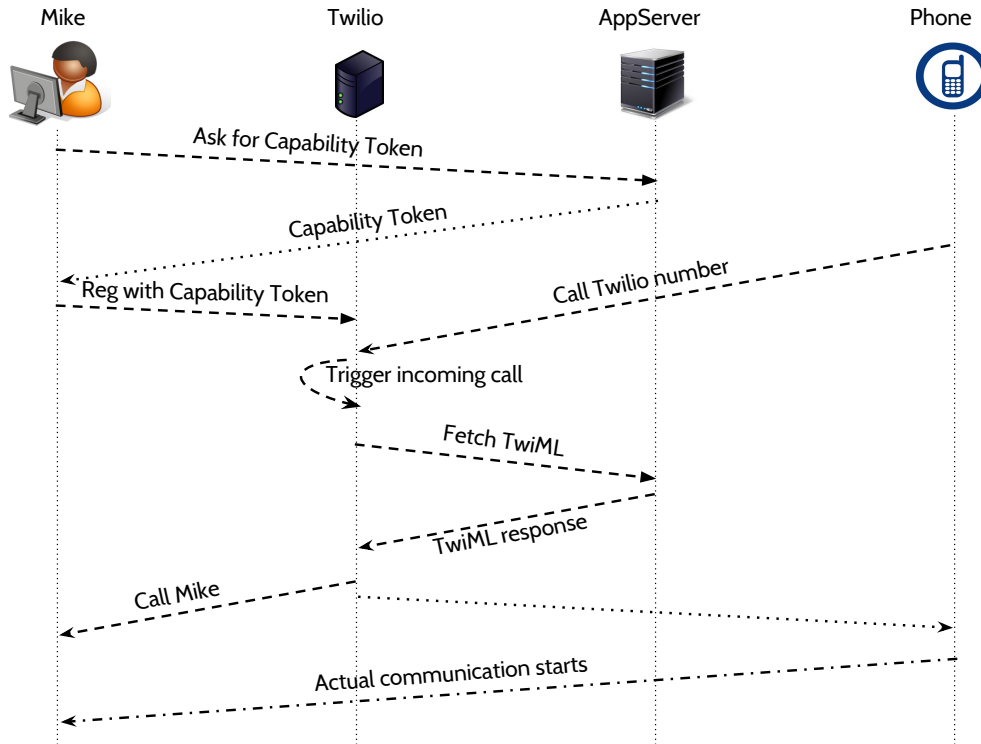 Mike
Twilio
AppServer
Phone
Ask for Capability Token
Capability Token
Call Twilio number
Reg with Capability Token
Trigger incoming call
Fetch TwiML
TwiML response
Call Mike
Actual communication starts